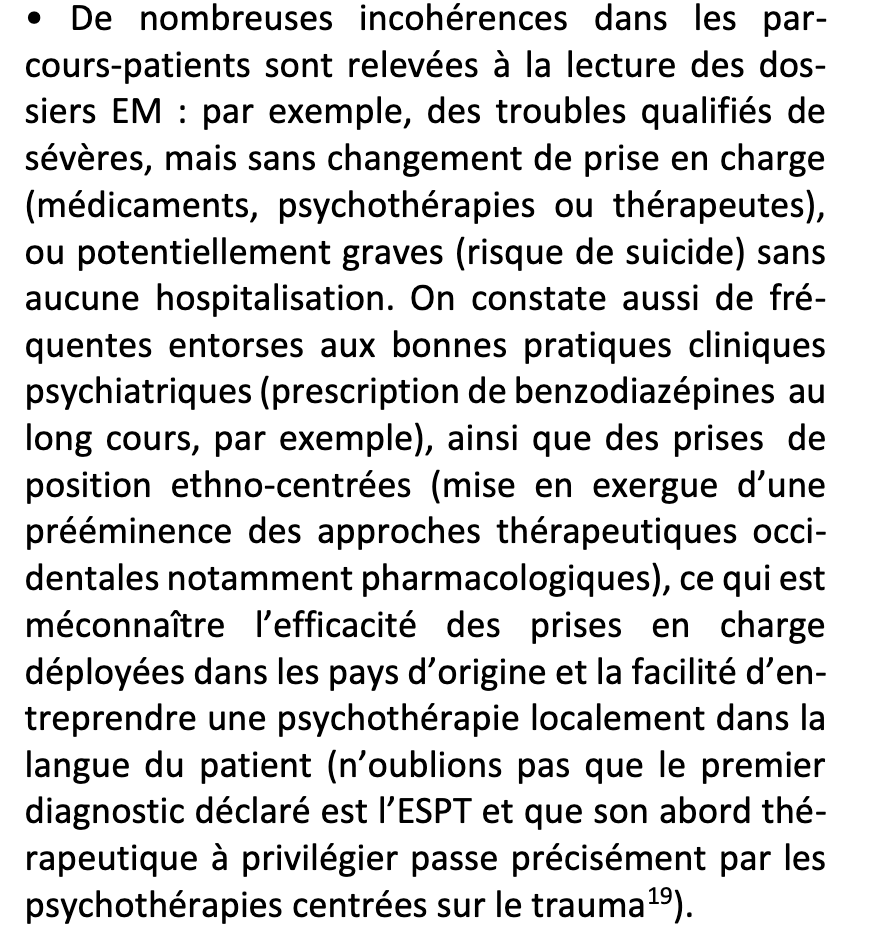 • De nombreuses incohérences dans les par-
cours-patients sont relevées à la lecture des dos-
siers EM : par exemple, des troubles qualifiés de
sévères, mais sans changement de prise en charge
(médicaments, psychothérapies ou thérapeutes),
ou potentiellement graves (risque de suicide) sans
aucune hospitalisation. On constate aussi de fré-
quentes entorses aux bonnes pratiques cliniques
psychiatriques (prescription de benzodiazépines au
long cours, par exemple), ainsi que des prises de
position ethno-centrées (mise en exergue d’une
prééminence des approches thérapeutiques occi-
dentales notamment pharmacologiques), ce qui est
méconnaître l’efficacité des prises en charge
déployées dans les pays d’origine et la facilité d’en-
treprendre une psychothérapie localement dans la
langue du patient (n’oublions pas que le premier
diagnostic déclaré est l’ESPT et que son abord thé-
rapeutique à privilégier passe précisément par les
psychothérapies centrées sur le trauma¹⁹).